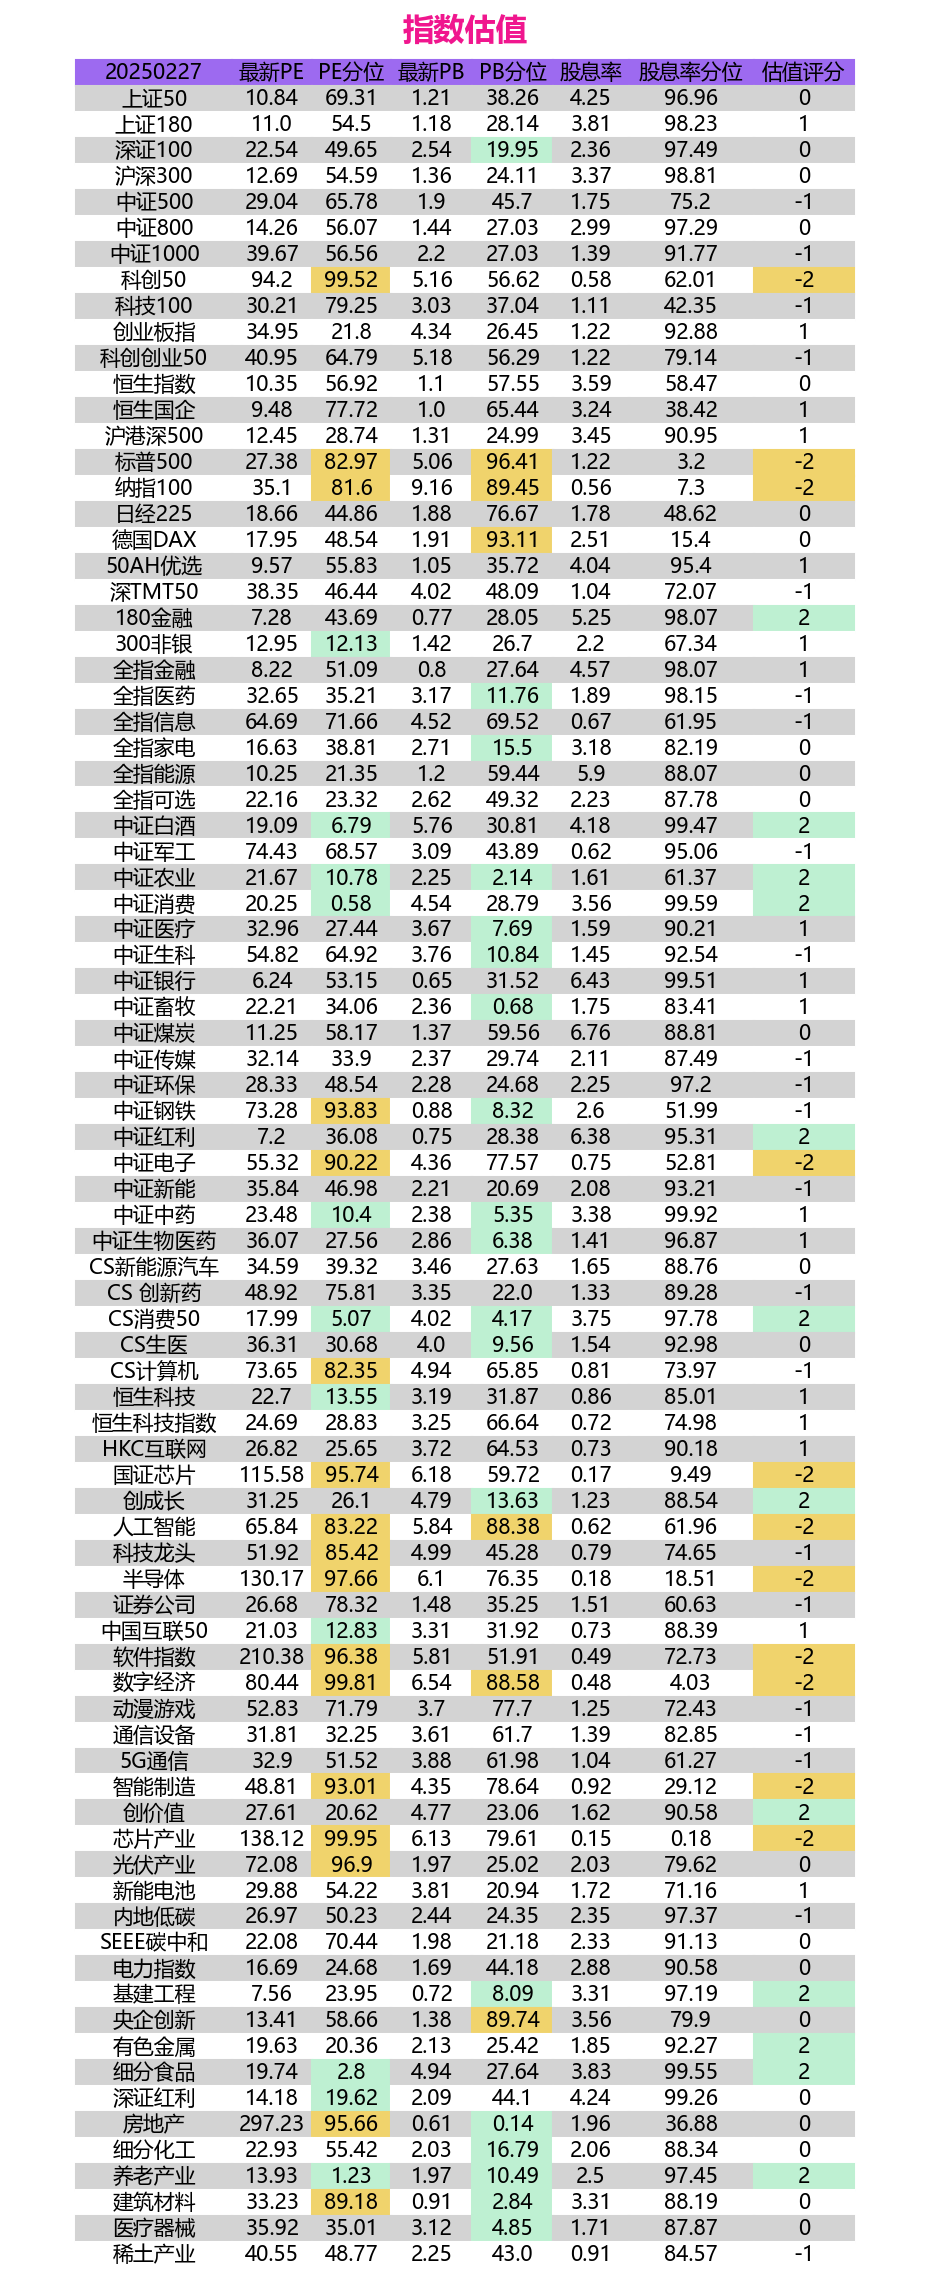 指数估值
20250227 最新PE PE分位 最新PB PB分位 股息率 股息率分位 估值评分
上证50 10.84 69.31 1.21 38.26 4.25 96.96 0
上证180 11.0 54.5 1.18 28.14 3.81 98.23 1
深证100 22.54 49.65 2.54 19.95 2.36 97.49 0
沪深300 12.69 54.59 1.36 24.11 3.37 98.81 0
中证500 29.04 65.78 1.9 45.7 1.75 75.2 -1
中证800 14.26 56.07 1.44 27.03 2.99 97.29 0
中证1000 39.67 56.56 2.2 27.03 1.39 91.77 -1
科创50 94.2 99.52 5.16 56.62 0.58 62.01 -2
科技100 30.21 79.25 3.03 37.04 1.11 42.35 -1
创业板指 34.95 21.8 4.34 26.45 1.22 92.88 1
科创创业50 40.95 64.79 5.18 56.29 1.22 79.14 -1
恒生指数 10.35 56.92 1.1 57.55 3.59 58.47 0
恒生国企 9.48 77.72 1.0 65.44 3.24 38.42 1
沪港深500 12.45 28.74 1.31 24.99 3.45 90.95 1
标普500 27.38 82.97 5.06 96.41 1.22 3.2 -2
纳指100 35.1 81.6 9.16 89.45 0.56 7.3 -2
日经225 18.66 44.86 1.88 76.67 1.78 48.62 0
德国DAX 17.95 48.54 1.91 93.11 2.51 15.4 0
50AH优选 9.57 55.83 1.05 35.72 4.04 95.4 1
深TMT50 38.35 46.44 4.02 48.09 1.04 72.07 -1
180金融 7.28 43.69 0.77 28.05 5.25 98.07 2
300非银 12.95 12.13 1.42 26.7 2.2 67.34 1
全指金融 8.22 51.09 0.8 27.64 4.57 98.07 1
全指医药 32.65 35.21 3.17 11.76 1.89 98.15 -1
全指信息 64.69 71.66 4.52 69.52 0.67 61.95 -1
全指家电 16.63 38.81 2.71 15.5 3.18 82.19 0
全指能源 10.25 21.35 1.2 59.44 5.9 88.07 0
全指可选 22.16 23.32 2.62 49.32 2.23 87.78 0
中证白酒 19.09 6.79 5.76 30.81 4.18 99.47 2
中证军工 74.43 68.57 3.09 43.89 0.62 95.06 -1
中证农业 21.67 10.78 2.25 2.14 1.61 61.37 2
中证消费 20.25 0.58 4.54 28.79 3.56 99.59 2
中证医疗 32.96 27.44 3.67 7.69 1.59 90.21 1
中证生科 54.82 64.92 3.76 10.84 1.45 92.54 -1
中证银行 6.24 53.15 0.65 31.52 6.43 99.51 1
中证畜牧 22.21 34.06 2.36 0.68 1.75 83.41 1
中证煤炭 11.25 58.17 1.37 59.56 6.76 88.81 0
中证传媒 32.14 33.9 2.37 29.74 2.11 87.49 -1
中证环保 28.33 48.54 2.28 24.68 2.25 97.2 -1
中证钢铁 73.28 93.83 0.88 8.32 2.6 51.99 -1
中证红利 7.2 36.08 0.75 28.38 6.38 95.31 2
中证电子 55.32 90.22 4.36 77.57 0.75 52.81 -2
中证新能 35.84 46.98 2.21 20.69 2.08 93.21 -1
中证中药 23.48 10.4 2.38 5.35 3.38 99.92 1
中证生物医药 36.07 27.56 2.86 6.38 1.41 96.87 1
CS新能源汽车 34.59 39.32 3.46 27.63 1.65 88.76 0
CS 创新药 48.92 75.81 3.35 22.0 1.33 89.28 -1
CS消费50 17.99 5.07 4.02 4.17 3.75 97.78 2
CS生医 36.31 30.68 4.0 9.56 1.54 92.98 0
CS计算机 73.65 82.35 4.94 65.85 0.81 73.97 -1
恒生科技 22.7 13.55 3.19 31.87 0.86 85.01 1
恒生科技指数 24.69 28.83 3.25 66.64 0.72 74.98 1
HKC互联网 26.82 25.65 3.72 64.53 0.73 90.18 1
国证芯片 115.58 95.74 6.18 59.72 0.17 9.49 -2
创成长 31.25 26.1 4.79 13.63 1.23 88.54 2
人工智能 65.84 83.22 5.84 88.38 0.62 61.96 -2
科技龙头 51.92 85.42 4.99 45.28 0.79 74.65 -1
半导体 130.17 97.66 6.1 76.35 0.18 18.51 -2
证券公司 26.68 78.32 1.48 35.25 1.51 60.63 -1
中国互联50 21.03 12.83 3.31 31.92 0.73 88.39 1
软件指数 210.38 96.38 5.81 51.91 0.49 72.73 -2
数字经济 80.44 99.81 6.54 88.58 0.48 4.03 -2
动漫游戏 52.83 71.79 3.7 77.7 1.25 72.43 -1
通信设备 31.81 32.25 3.61 61.7 1.39 82.85 -1
5G通信 32.9 51.52 3.88 61.98 1.04 61.27 -1
智能制造 48.81 93.01 4.35 78.64 0.92 29.12 -2
创价值 27.61 20.62 4.77 23.06 1.62 90.58 2
芯片产业 138.12 99.95 6.13 79.61 0.15 0.18 -2
光伏产业 72.08 96.9 1.97 25.02 2.03 79.62 0
新能电池 29.88 54.22 3.81 20.94 1.72 71.16 1
内地低碳 26.97 50.23 2.44 24.35 2.35 97.37 -1
SEEE碳中和 22.08 70.44 1.98 21.18 2.33 91.13 0
电力指数 16.69 24.68 1.69 44.18 2.88 90.58 0
基建工程 7.56 23.95 0.72 8.09 3.31 97.19 2
央企创新 13.41 58.66 1.38 89.74 3.56 79.9 0
有色金属 19.63 20.36 2.13 25.42 1.85 92.27 2
细分食品 19.74 2.8 4.94 27.64 3.83 99.55 2
深证红利 14.18 19.62 2.09 44.1 4.24 99.26 0
房地产 297.23 95.66 0.61 0.14 1.96 36.88 0
细分化工 22.93 55.42 2.03 16.79 2.06 88.34 0
养老产业 13.93 1.23 1.97 10.49 2.5 97.45 2
建筑材料 33.23 89.18 0.91 2.84 3.31 88.19 0
医疗器械 35.92 35.01 3.12 4.85 1.71 87.87 0
稀土产业 40.55 48.77 2.25 43.0 0.91 84.57 -1